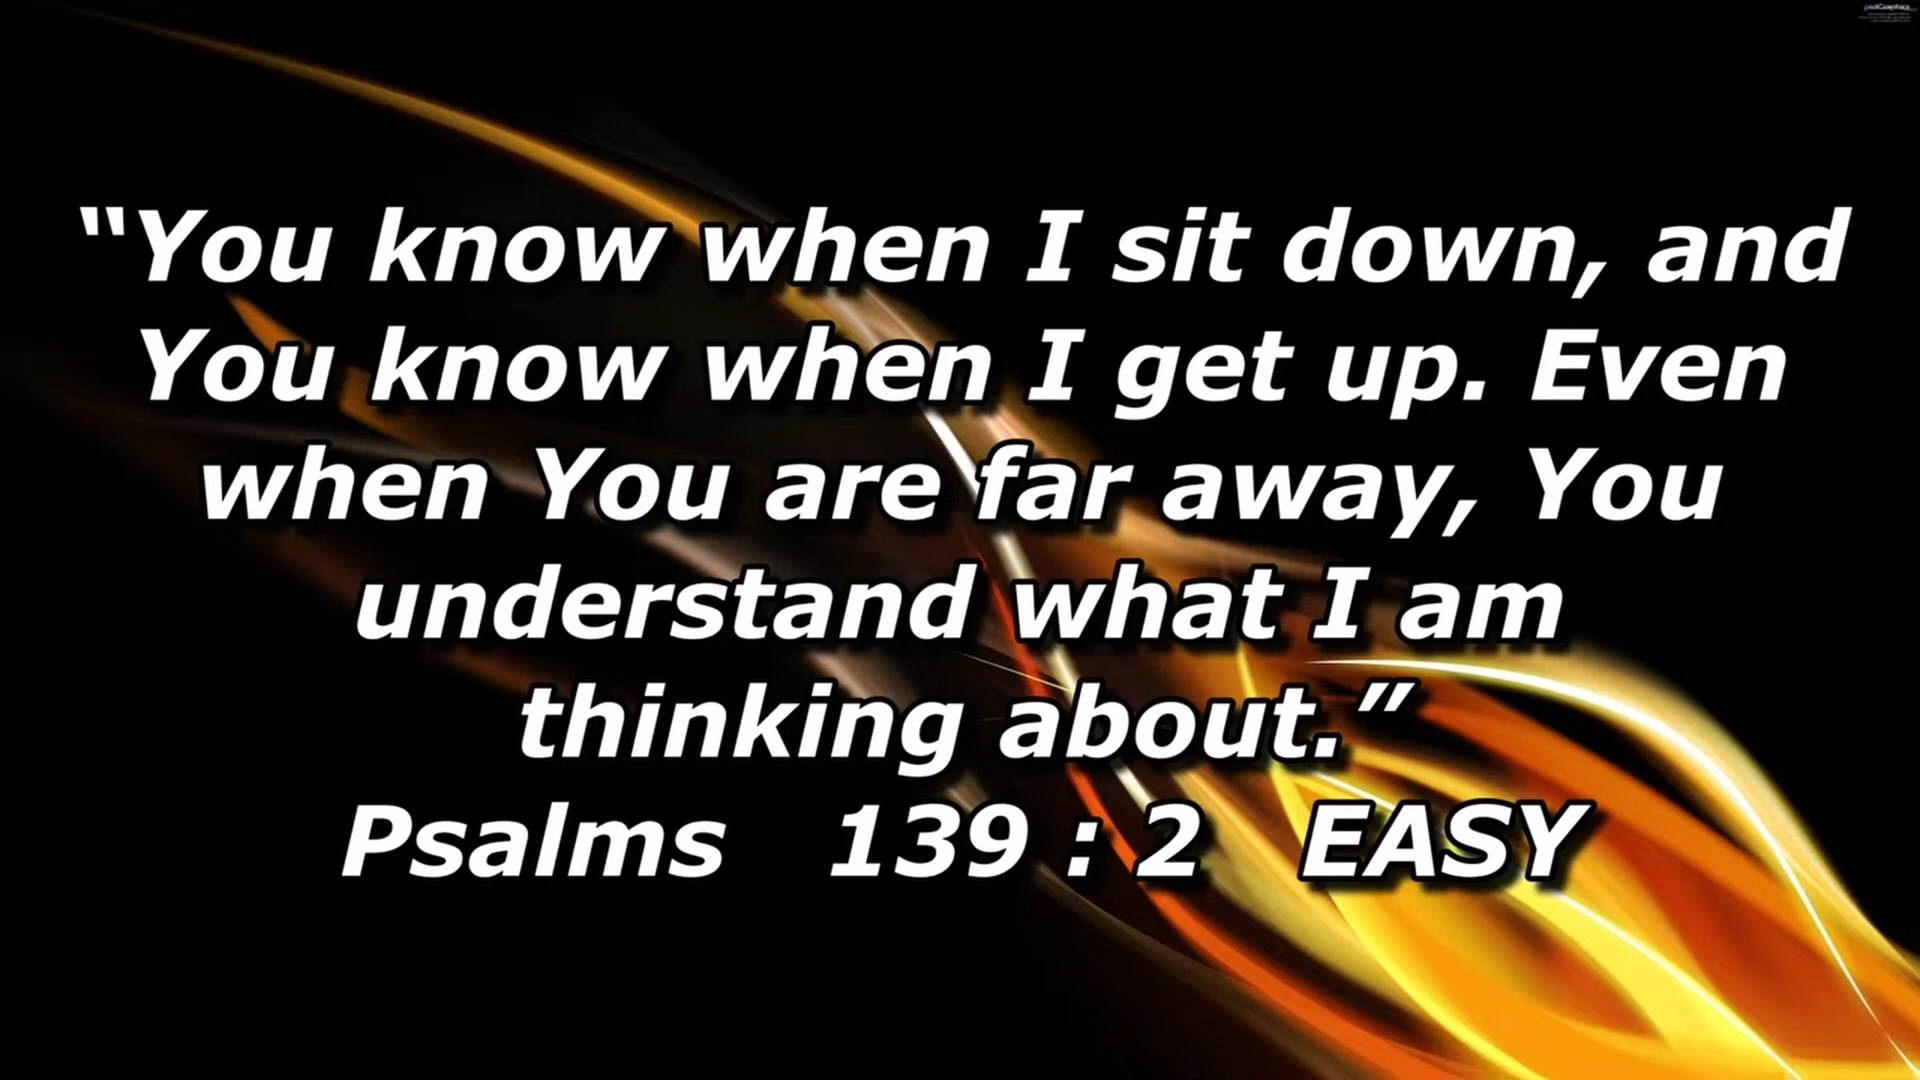 psdGraphics
“You know when I sit down, and
You know when I get up. Even
when You are far away, You
understand what I am
thinking about.”
Psalms 139 : 2 EASY